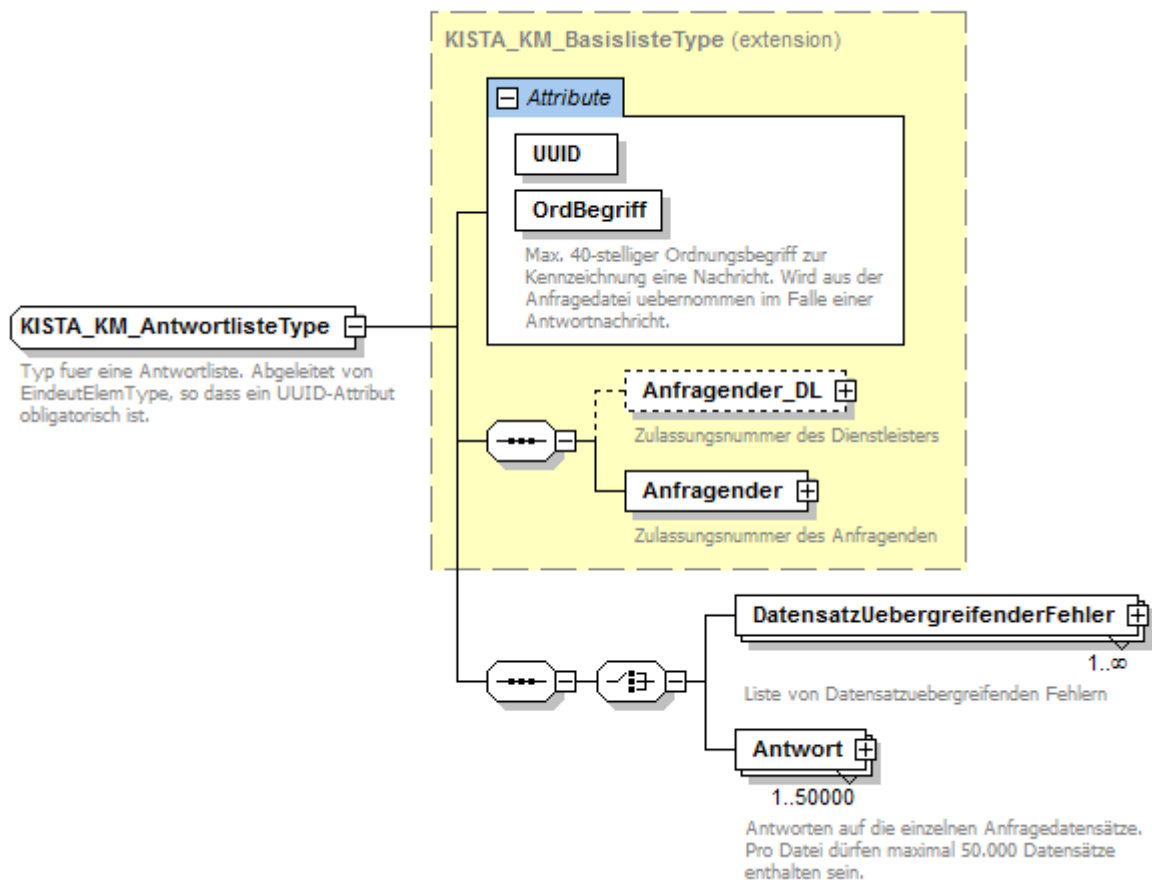 KISTA_KM_BasislisteType (extension)
Attribute
UUID
OrdBegriff
Max. 40-stelliger Ordnungsbegriff zur
Kennzeichnung eine Nachricht. Wird aus der
Anfragedatei uebernommen im Falle einer
Antwortnachricht.
KISTA_KM_AntwortlisteType
Typ fuer eine Antwortliste. Abgeleitet von
EindeutElemType, so dass ein UUID-Attribut
obligatorisch ist.
Anfragender_DL
Zulassungsnummer des Dienstleisters
Anfragender
Zulassungsnummer des Anfragenden
DatensatzUebergreifenderFehler
1..∞
Liste von Datensatzuebergreifenden Fehlern
Antwort
1..50000
Antworten auf die einzelnen Anfragedatensätze.
Pro Datei dürfen maximal 50.000 Datensätze
enthalten sein.